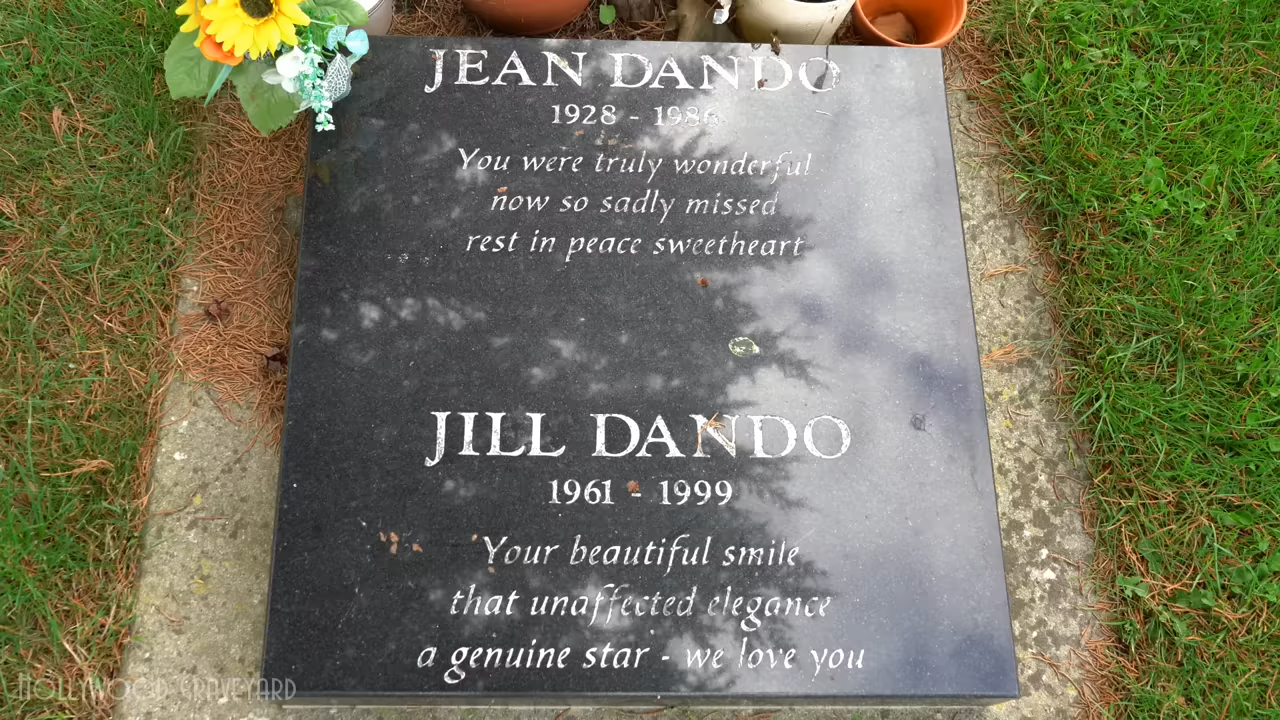 JEAN DANDO
1928 - 1986
You were truly wonderful
now so sadly missed
rest in peace sweetheart
JILL DANDO
1961 - 1999
Your beautiful smile
that unaffected elegance
a genuine star - we love you
HOLLYWOOD GRAVEYARD